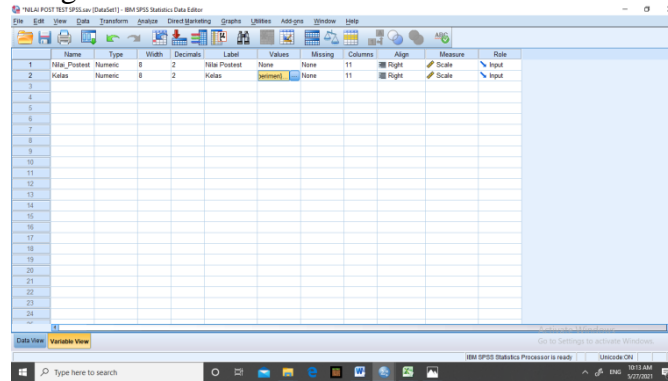 *NILAI POST TEST SPSS.sav [DataSet1] - IBM SPSS Statistics Data Editor
File Edit View Data Transform Analyze Direct Marketing Graphs Utilities Add-ons Window Help
Name Type Width Decimals Label Values Missing Columns Align Measure Role
1 Nilai_Postest Numeric 8 2 Nilai Postest None None 11 Right Scale Input
2 Kelas Numeric 8 2 Kelas None 11 Right Scale Input
3
4
5
6
7
8
9
10
11
12
13
14
15
16
17
18
19
20
21
22
23
24
Data View Variable View
Go to Settings to activate Windows.
IBM SPSS Statistics Processor is ready Unicode:ON
Type here to search
ENG 10:13 AM
5/27/2021